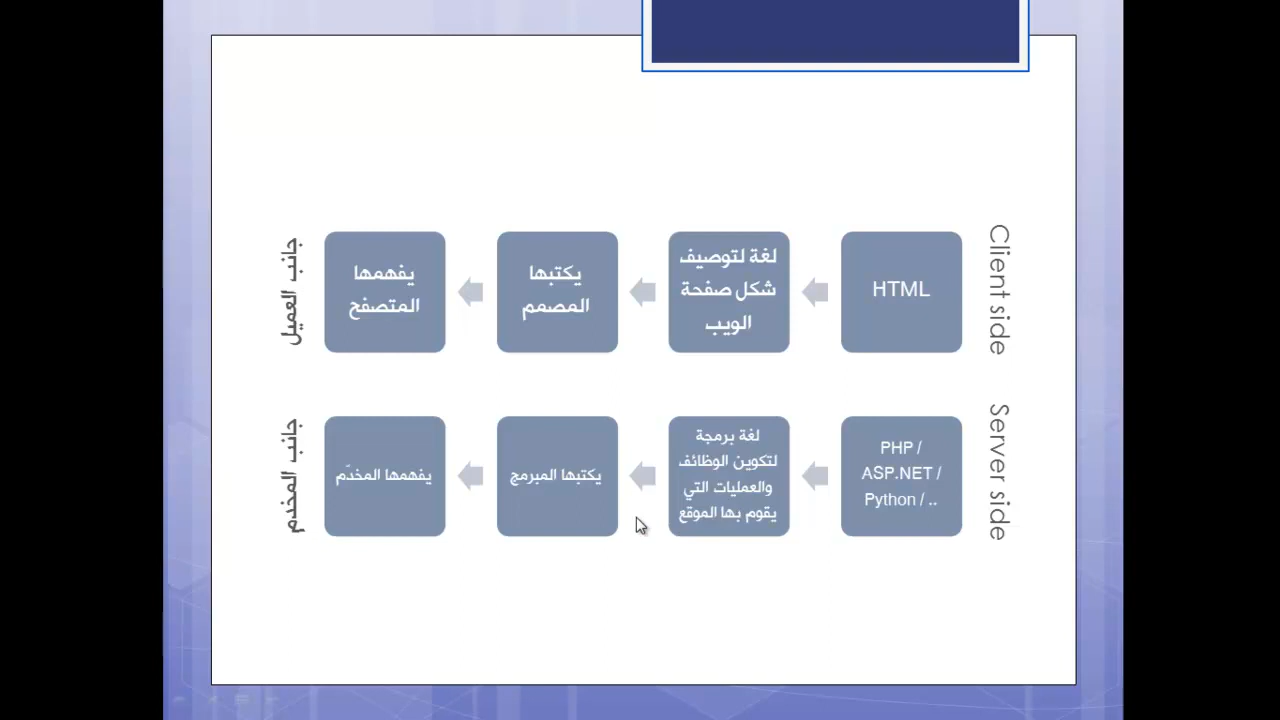 Client side
HTML
لغة لتوصيف
شكل صفحة
الويب
يكتبها
المصمم
يفهمها
المتصفح
جانب العميل
Server side
PHP /
ASP.NET /
Python / ..
لغة برمجة
لتكوين الوظائف
والعمليات التي
يقوم بها الموقع
يكتبها المبرمج
يفهمها المخدّم
جانب المخدم